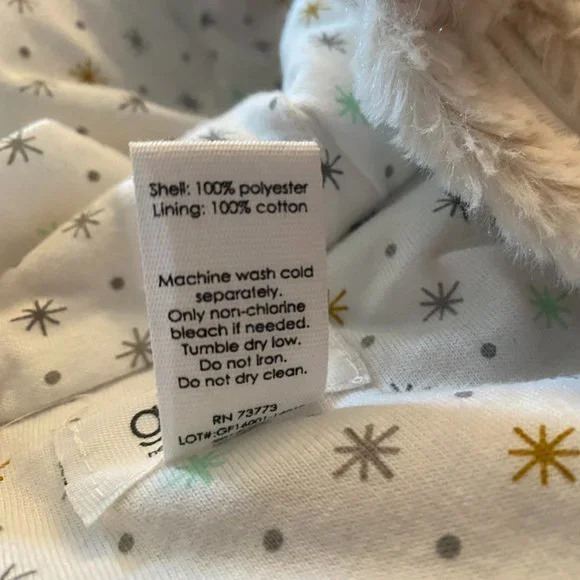 Shell: 100% polyester
Lining: 100% cotton
Machine wash cold
separately.
Only non-chlorine
bleach if needed.
Tumble dry low.
Do not Iron.
Do not dry clean.
RN 73773
LOT#: